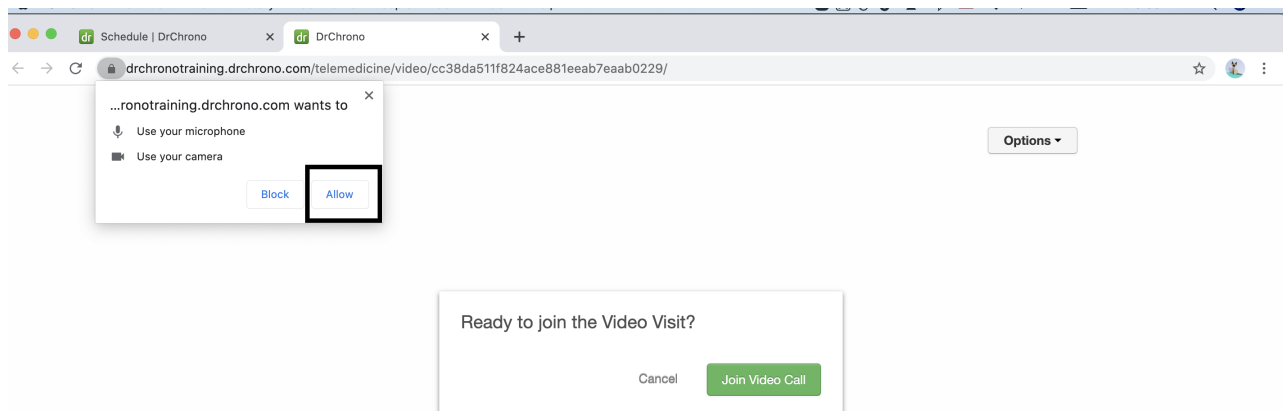 dr Schedule | DrChrono
dr DrChrono
drchronotraining.drchrono.com/telemedicine/video/cc38da511f824ace881eeab7eaab0229/
...ronotraining.drchrono.com wants to
Use your microphone
Use your camera
Block Allow
Options
Ready to join the Video Visit?
Cancel Join Video Call